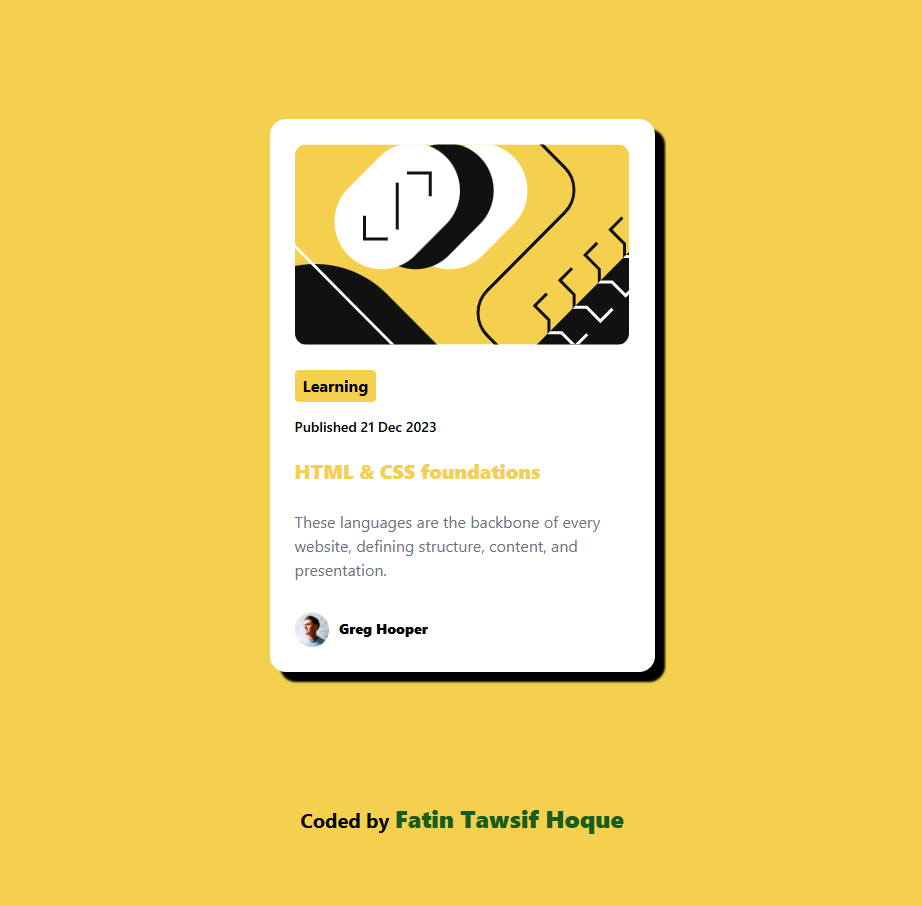 Learning
Published 21 Dec 2023
HTML & CSS foundations
These languages are the backbone of every
website, defining structure, content, and
presentation.
Greg Hooper
Coded by Fatin Tawsif Hoque